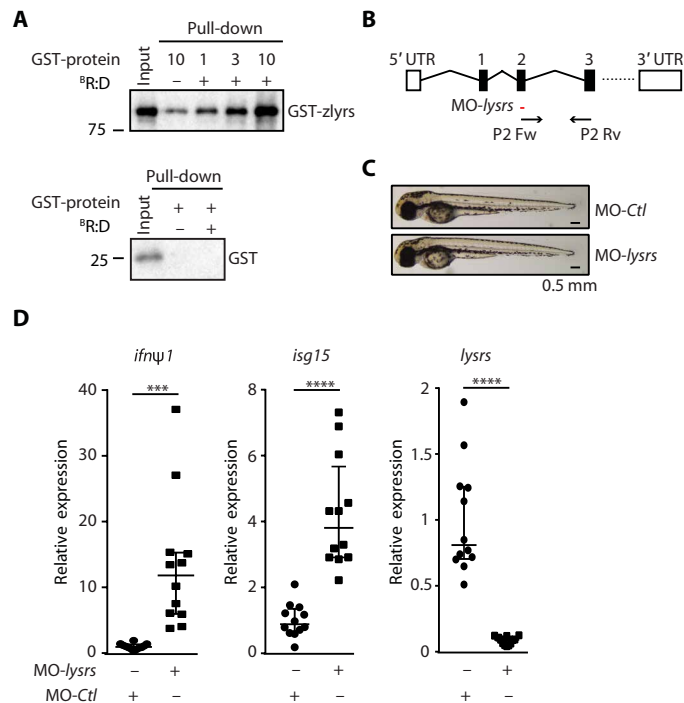 A
Pull-down
GST-protein Input 10 1 3 10
ᴮR:D – + + +
GST-zlyrs
75
Pull-down
GST-protein Input + +
ᴮR:D – +
25
GST
B
5′ UTR 1 2 3 3′ UTR
MO-lysrs
P2 Fw P2 Rv
C
MO-Ctl
MO-lysrs
0.5 mm
D
ifnψ1
***
Relative expression
40
30
20
10
0
isg15
****
Relative expression
8
6
4
2
0
lysrs
****
Relative expression
2
1.5
1
0.5
0
MO-lysrs – + – + – +
MO-Ctl + – + – + –